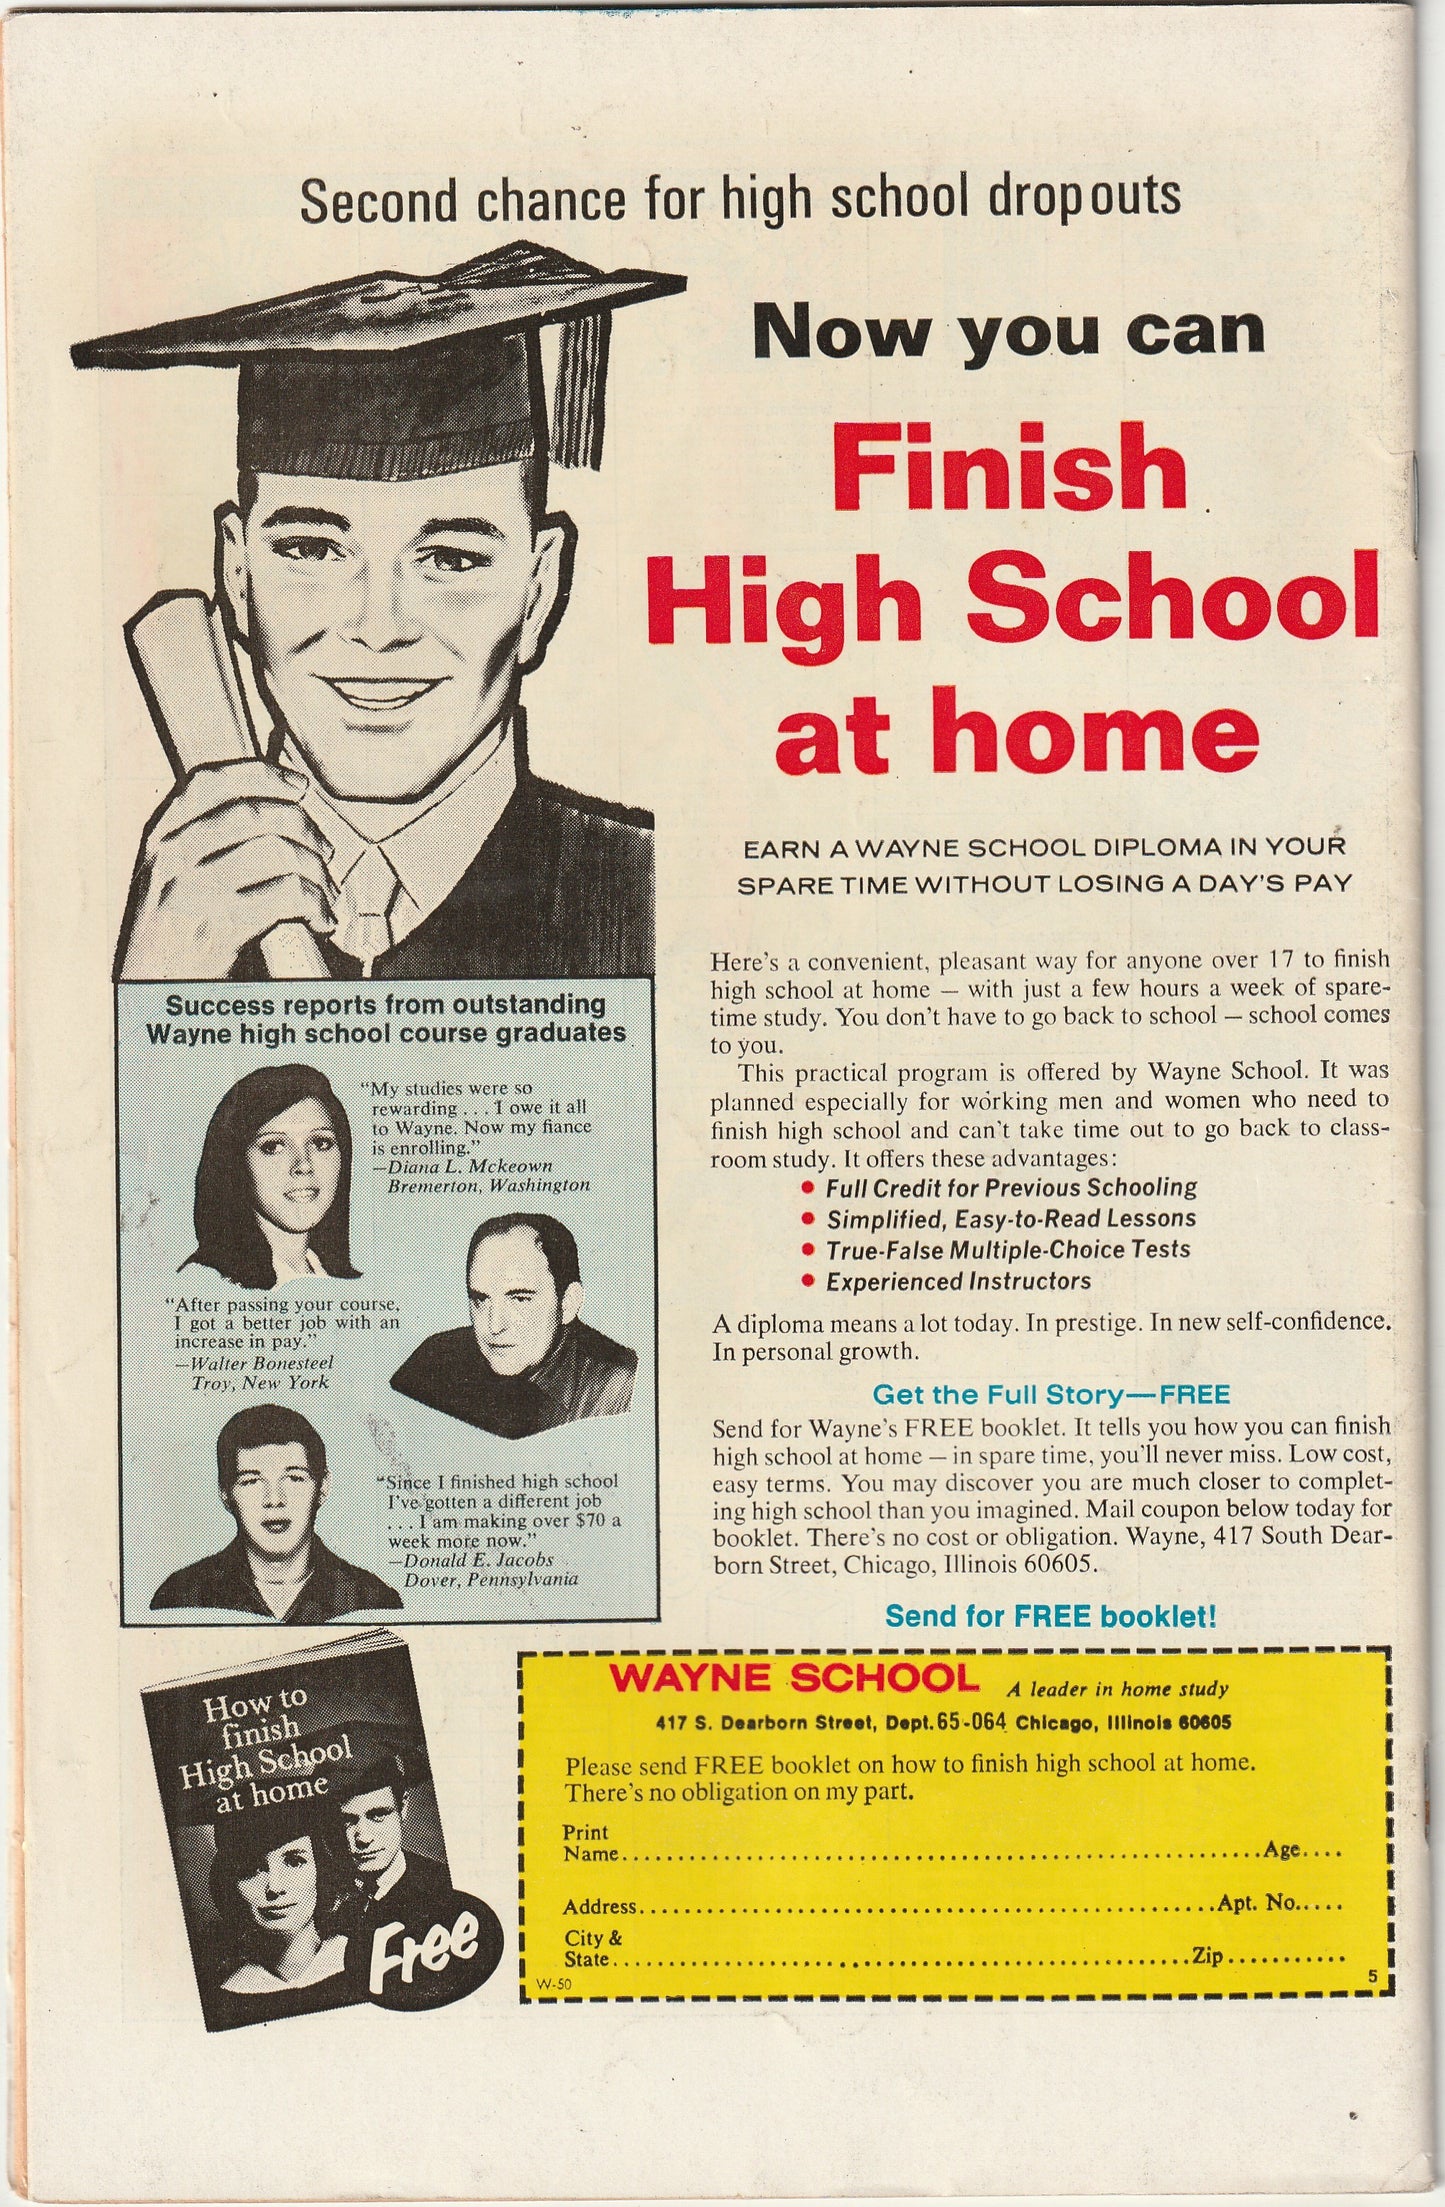 Second chance for high school dropouts
Now you can
Finish
High School
at home
EARN A WAYNE SCHOOL DIPLOMA IN YOUR
SPARE TIME WITHOUT LOSING A DAY'S PAY
Here's a convenient, pleasant way for anyone over 17 to finish
high school at home — with just a few hours a week of spare-
time study. You don't have to go back to school — school comes
to you.
This practical program is offered by Wayne School. It was
planned especially for working men and women who need to
finish high school and can't take time out to go back to class-
room study. It offers these advantages:
• Full Credit for Previous Schooling
• Simplified, Easy-to-Read Lessons
• True-False Multiple-Choice Tests
• Experienced Instructors
A diploma means a lot today. In prestige. In new self-confidence.
In personal growth.
Get the Full Story—FREE
Send for Wayne's FREE booklet. It tells you how you can finish
high school at home — in spare time, you'll never miss. Low cost,
easy terms. You may discover you are much closer to complet-
ing high school than you imagined. Mail coupon below today for
booklet. There's no cost or obligation. Wayne, 417 South Dear-
born Street, Chicago, Illinois 60605.
Send for FREE booklet!
Success reports from outstanding
Wayne high school course graduates
"My studies were so
rewarding . . . I owe it all
to Wayne. Now my fiance
is enrolling."
—Diana L. Mckeown
Bremerton, Washington
"After passing your course,
I got a better job with an
increase in pay."
—Walter Bonesteel
Troy, New York
"Since I finished high school
I've gotten a different job
. . . I am making over $70 a
week more now."
—Donald E. Jacobs
Dover, Pennsylvania
How to
finish
High School
at home
Free
WAYNE SCHOOL A leader in home study
417 S. Dearborn Street, Dept. 65-064 Chicago, Illinois 60605
Please send FREE booklet on how to finish high school at home.
There's no obligation on my part.
Print
Name............................................................Age....
Address......................................................Apt. No.....
City &
State......................................................Zip...........
W-50 5